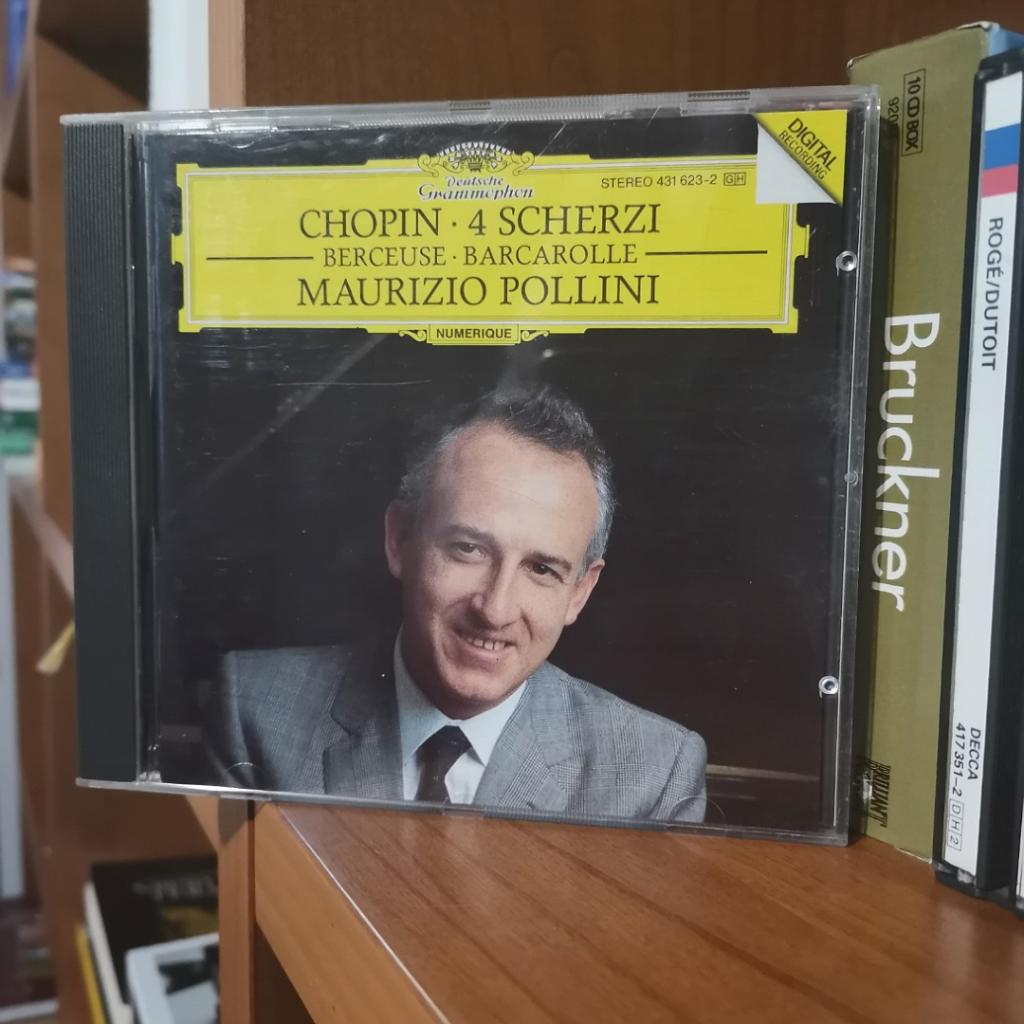 Deutsche
Grammophon
STEREO 431 623-2 GH
CHOPIN · 4 SCHERZI
BERCEUSE · BARCAROLLE
MAURIZIO POLLINI
NUMERIQUE
DIGITAL
RECORDING
10 CD BOX
Bruckner
ROGÉ/DUTOIT
DECCA
417 351-2 DH2